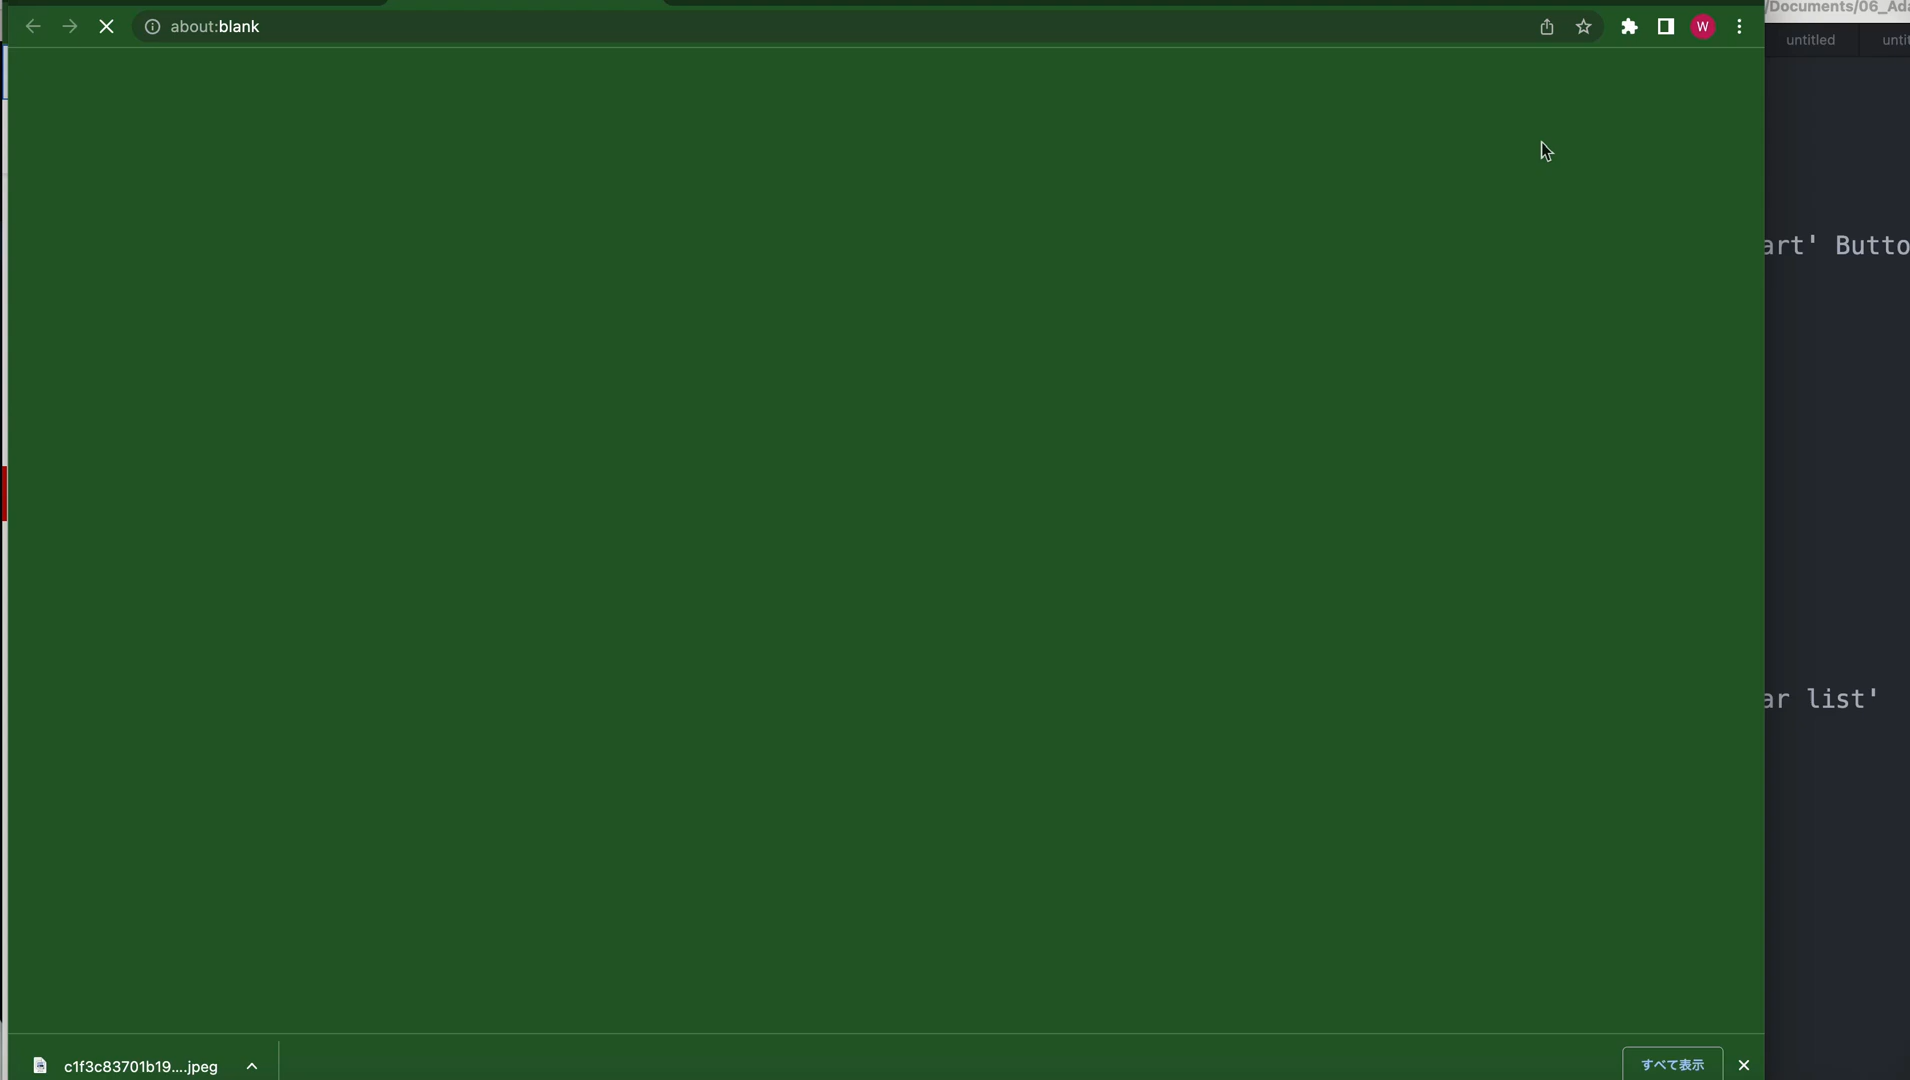 about:blank
W
/Documents/06_Ada
untitled
unti
art' Butto
ar list'
c1f3c83701b19....jpeg
すべて表示